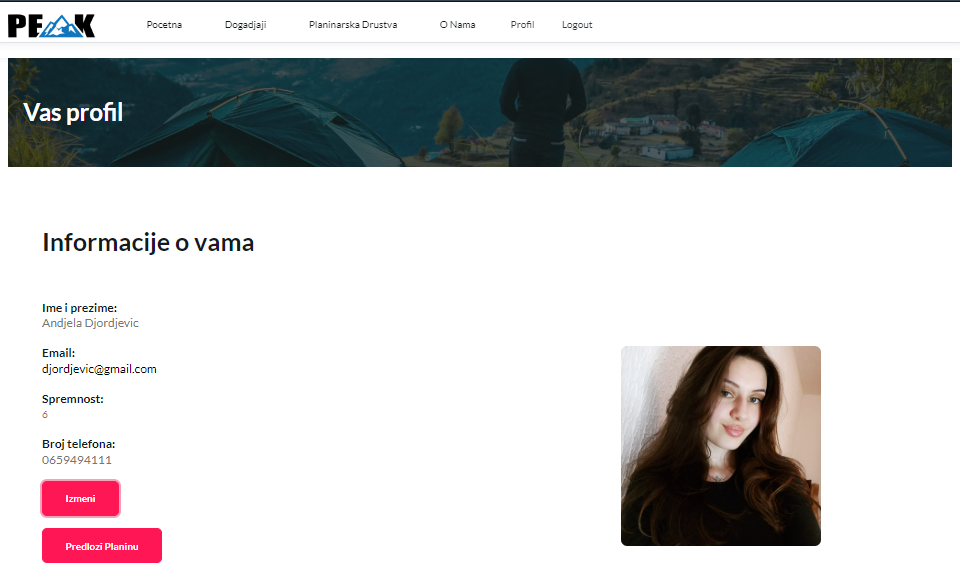 PEAK
Pocetna Dogadjaji Planinarska Drustva O Nama Profil Logout
Vas profil
Informacije o vama
Ime i prezime:
Andjela Djordjevic
Email:
djordjevic@gmail.com
Spremnost:
6
Broj telefona:
0659494111
Izmeni
Predlozi Planinu